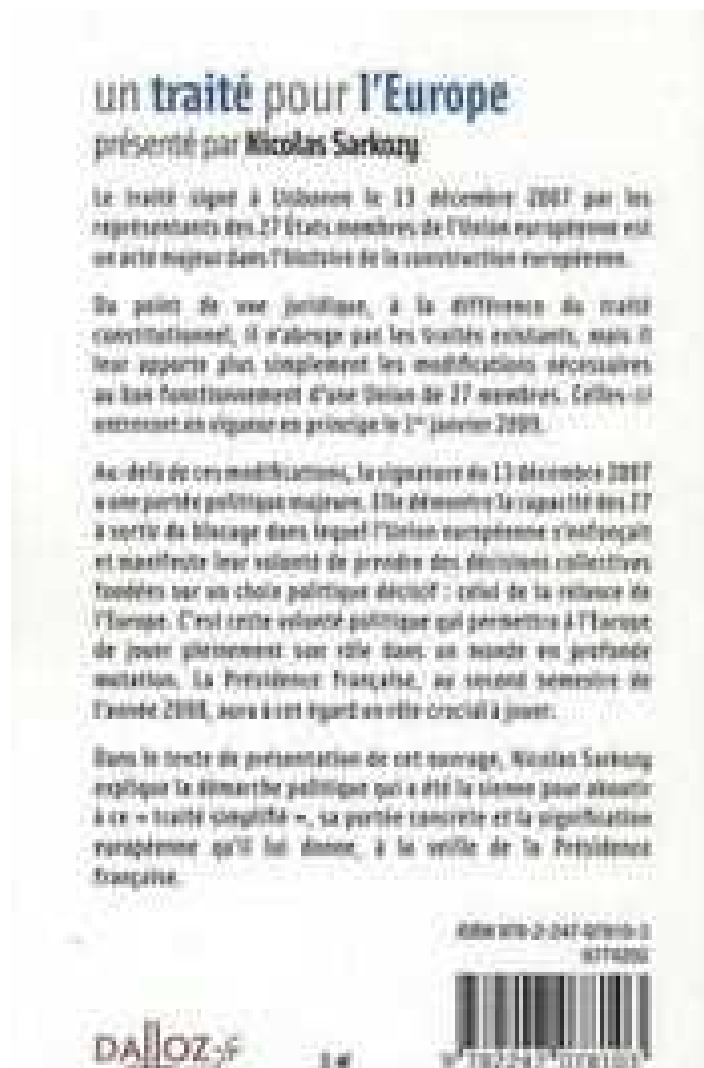 un traité pour l'Europe
présenté par Nicolas Sarkozy
Le traité signé à Lisbonne le 13 décembre 2007 par les
représentants des 27 États membres de l'Union européenne est
un acte majeur dans l'histoire de la construction européenne.
Du point de vue juridique, à la différence du traité
constitutionnel, il n'abroge pas les traités existants, mais il
leur apporte plus simplement les modifications nécessaires
au bon fonctionnement d'une Union de 27 membres. Celles-ci
entreront en vigueur en principe le 1er janvier 2009.
Au-delà de ces modifications, la signature du 13 décembre 2007
a une portée politique majeure. Elle démontre la capacité des 27
à sortir du blocage dans lequel l'Union européenne s'enfonçait
et manifeste leur volonté de prendre des décisions collectives
fondées sur un choix politique décisif : celui de la relance de
l'Europe. C'est cette volonté politique qui permettra à l'Europe
de jouer pleinement son rôle dans un monde en profonde
mutation. La Présidence française, au second semestre de
l'année 2008, aura à cet égard un rôle crucial à jouer.
Dans le texte de présentation de cet ouvrage, Nicolas Sarkozy
explique la démarche politique qui a été la sienne pour aboutir
à ce « traité simplifié », sa portée concrète et la signification
européenne qu'il lui donne, à la veille de la Présidence
française.
ISBN
DALLOZ